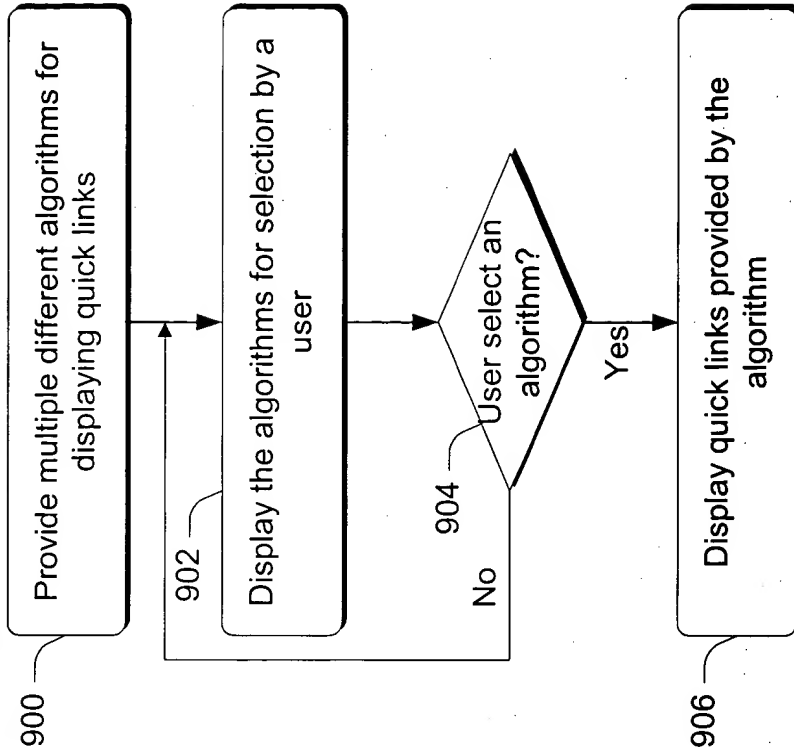 900
Provide multiple different algorithms for
displaying quick links
902
Display the algorithms for selection by a
user
904
User select an
algorithm?
No
Yes
906
Display quick links provided by the
algorithm